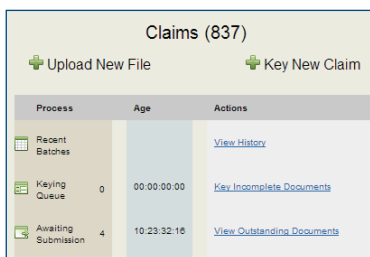 Claims (837)
Upload New File Key New Claim
Process Age Actions
Recent Batches View History
Keying Queue 0 00:00:00:00 Key Incomplete Documents
Awaiting Submission 4 10:23:32:16 View Outstanding Documents